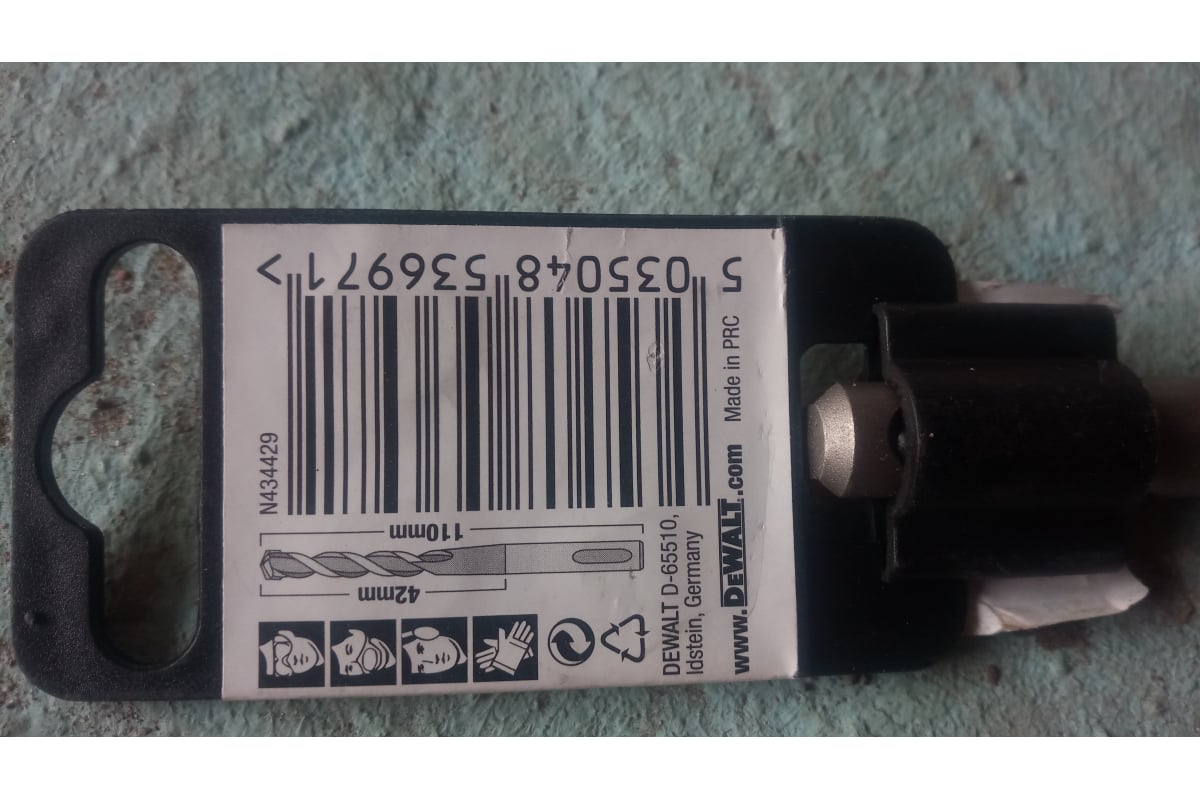 5 035048 536971 >
N434429
110mm
42mm
DEWALT D-65510,
Idstein, Germany
www.DEWALT.com Made in PRC